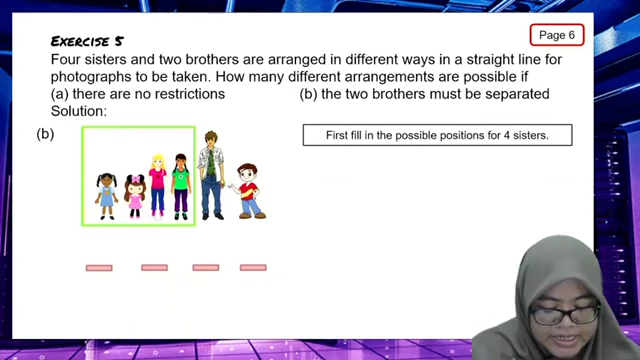 Page 6
Exercise 5
Four sisters and two brothers are arranged in different ways in a straight line for
photographs to be taken. How many different arrangements are possible if
(a) there are no restrictions (b) the two brothers must be separated
Solution:
(b)
First fill in the possible positions for 4 sisters.